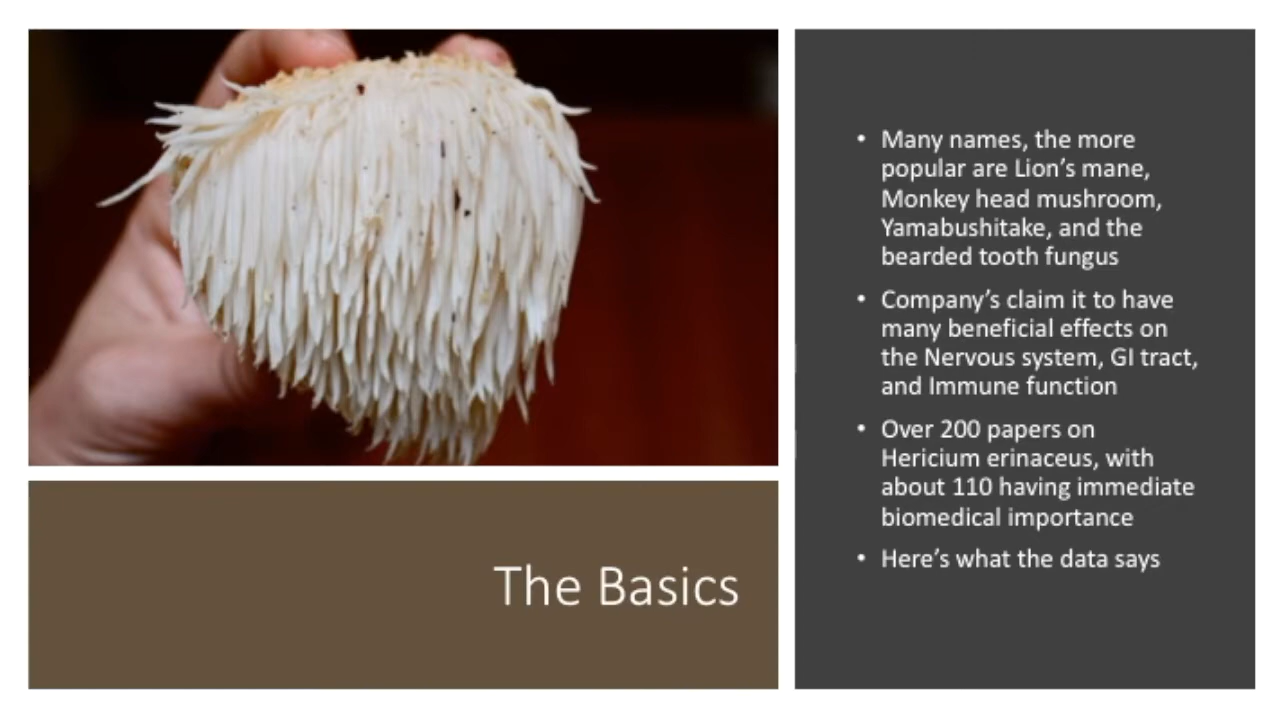 The Basics
• Many names, the more
popular are Lion's mane,
Monkey head mushroom,
Yamabushitake, and the
bearded tooth fungus
• Company's claim it to have
many beneficial effects on
the Nervous system, GI tract,
and Immune function
• Over 200 papers on
Hericium erinaceus, with
about 110 having immediate
biomedical importance
• Here's what the data says